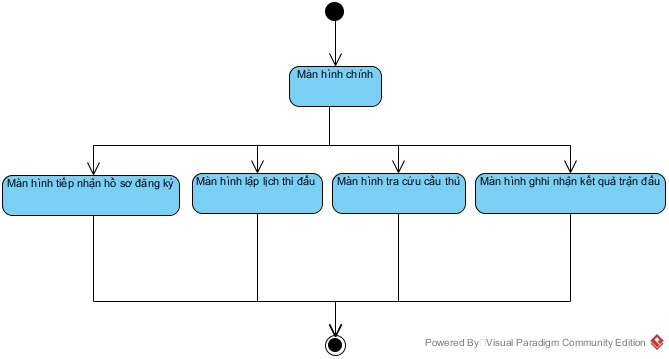 Màn hình chính
Màn hình tiếp nhận hồ sơ đăng ký
Màn hình lập lịch thi đấu
Màn hình tra cứu cầu thủ
Màn hình ghhi nhận kết quả trận đấu
Powered By Visual Paradigm Community Edition